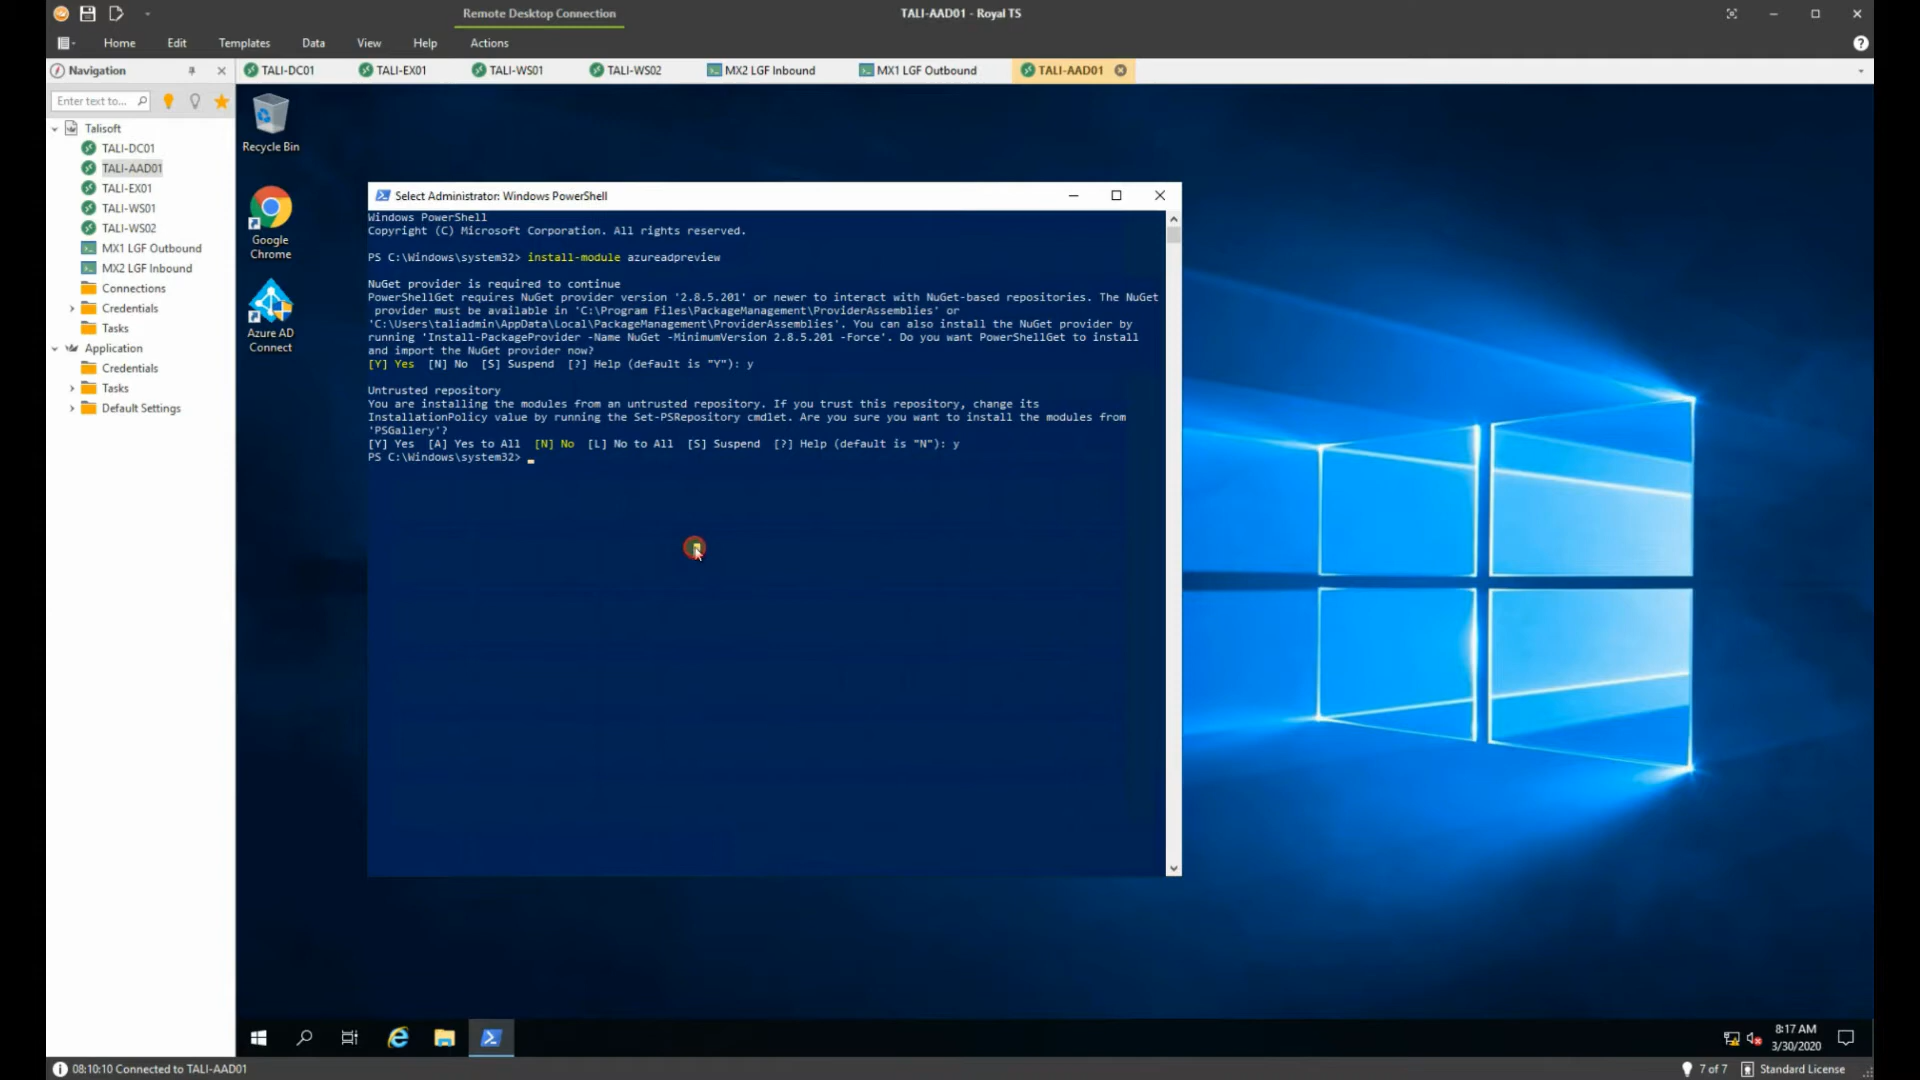 Remote Desktop Connection
TALI-AAD01 - Royal TS
Home Edit Templates Data View Help Actions
Navigation
TALI-DC01 TALI-EX01 TALI-WS01 TALI-WS02 MX2 LGF Inbound MX1 LGF Outbound TALI-AAD01
Enter text to...
Talisoft
TALI-DC01
TALI-AAD01
TALI-EX01
TALI-WS01
TALI-WS02
MX1 LGF Outbound
MX2 LGF Inbound
Connections
Credentials
Tasks
Application
Credentials
Tasks
Default Settings
Recycle Bin
Google
Chrome
Azure AD
Connect
Select Administrator: Windows PowerShell
Windows PowerShell
Copyright (C) Microsoft Corporation. All rights reserved.
PS C:\Windows\system32> install-module azureadpreview
NuGet provider is required to continue
PowerShellGet requires NuGet provider version '2.8.5.201' or newer to interact with NuGet-based repositories. The NuGet
provider must be available in 'C:\Program Files\PackageManagement\ProviderAssemblies' or
'C:\Users\taliadmin\AppData\Local\PackageManagement\ProviderAssemblies'. You can also install the NuGet provider by
running 'Install-PackageProvider -Name NuGet -MinimumVersion 2.8.5.201 -Force'. Do you want PowerShellGet to install
and import the NuGet provider now?
[Y] Yes [N] No [S] Suspend [?] Help (default is "Y"): y
Untrusted repository
You are installing the modules from an untrusted repository. If you trust this repository, change its
InstallationPolicy value by running the Set-PSRepository cmdlet. Are you sure you want to install the modules from
'PSGallery'?
[Y] Yes [A] Yes to All [N] No [L] No to All [S] Suspend [?] Help (default is "N"): y
PS C:\Windows\system32>
8:17 AM
3/30/2020
08:10:10 Connected to TALI-AAD01
7 of 7 Standard License